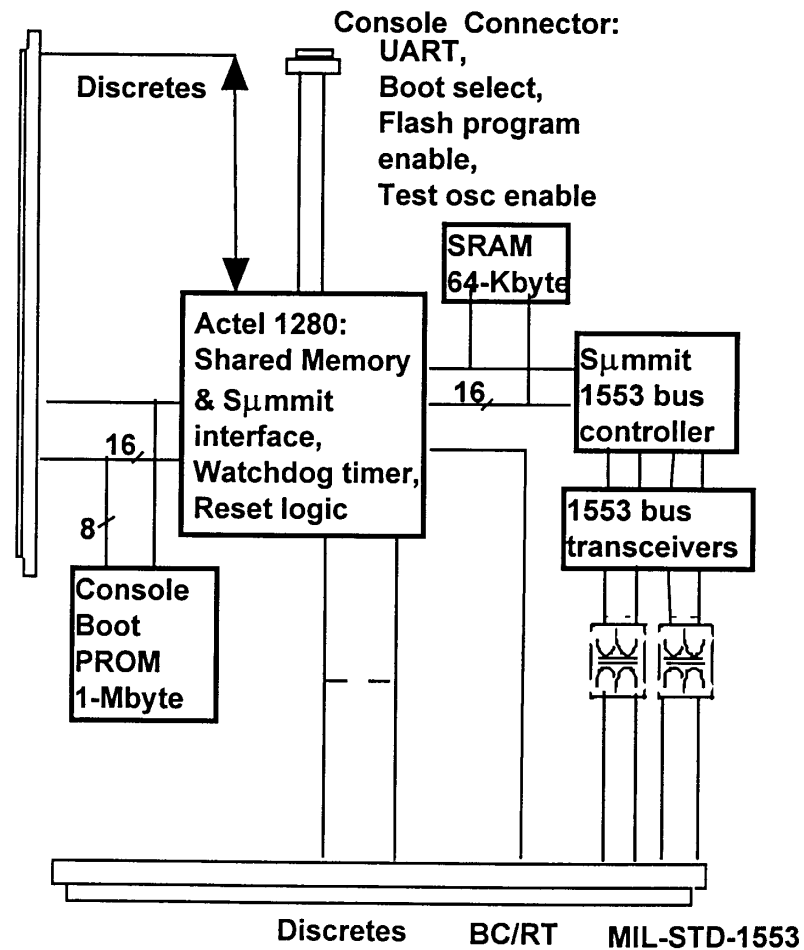 Console Connector:
UART,
Boot select,
Flash program
enable,
Test osc enable
Discretes
SRAM
64-Kbyte
Actel 1280:
Shared Memory
& Sμmmit
interface,
Watchdog timer,
Reset logic
16
Sμmmit
1553 bus
controller
16
8
1553 bus
transceivers
Console
Boot
PROM
1-Mbyte
Discretes
BC/RT
MIL-STD-1553